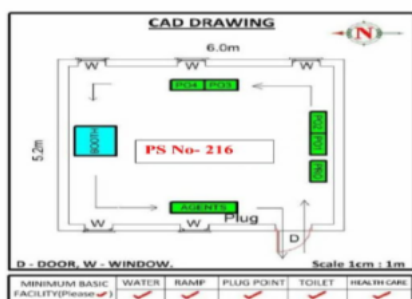 CAD DRAWING
6.0m
N
W W W
PO4 PO3
BOOTH
5.2m
PS No- 216
PO2 PO1
PRO
AGENTS
Plug
W W
D
D - DOOR, W - WINDOW. Scale 1cm : 1m
MINIMUM BASIC FACILITY(Please ✓) WATER RAMP PLUG POINT TOILET HEALTH CARE
✓ ✓ ✓ ✓ ✓